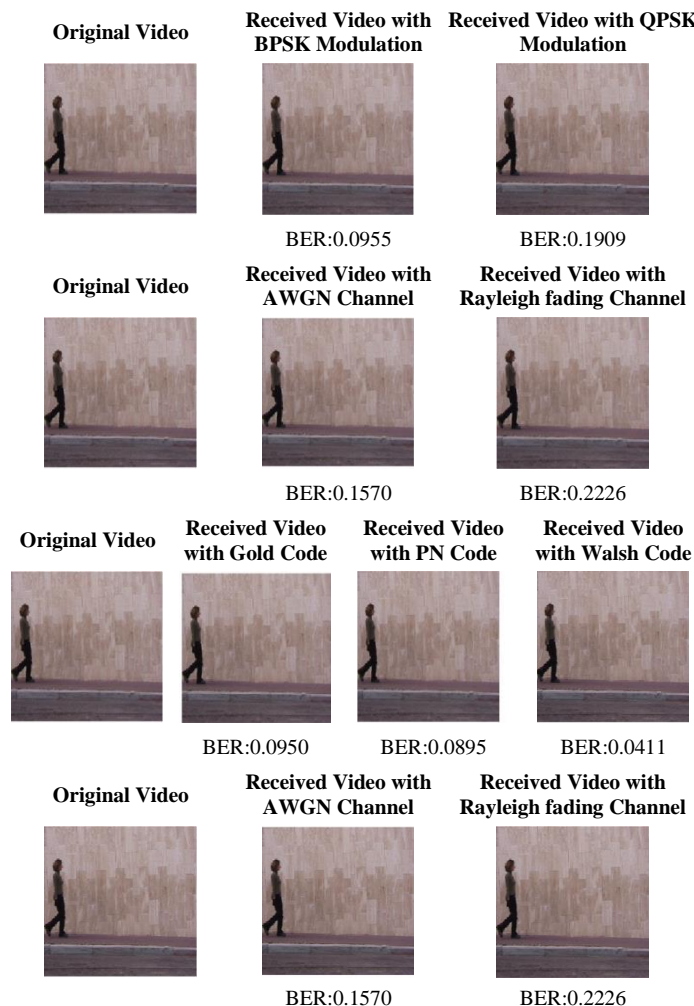 Original Video
Received Video with
BPSK Modulation
Received Video with QPSK
Modulation
BER:0.0955
BER:0.1909
Original Video
Received Video with
AWGN Channel
Received Video with
Rayleigh fading Channel
BER:0.1570
BER:0.2226
Original Video
Received Video
with Gold Code
Received Video
with PN Code
Received Video
with Walsh Code
BER:0.0950
BER:0.0895
BER:0.0411
Original Video
Received Video with
AWGN Channel
Received Video with
Rayleigh fading Channel
BER:0.1570
BER:0.2226